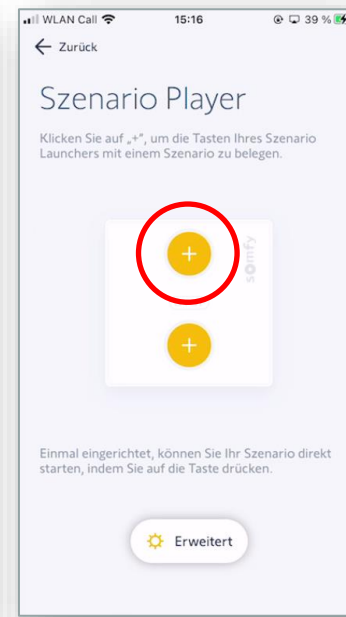 WLAN Call 15:16 39 %
Zurück
Szenario Player
Klicken Sie auf „+“, um die Tasten Ihres Szenario
Launchers mit einem Szenario zu belegen.
+
somfy
+
Einmal eingerichtet, können Sie Ihr Szenario direkt
starten, indem Sie auf die Taste drücken.
Erweitert